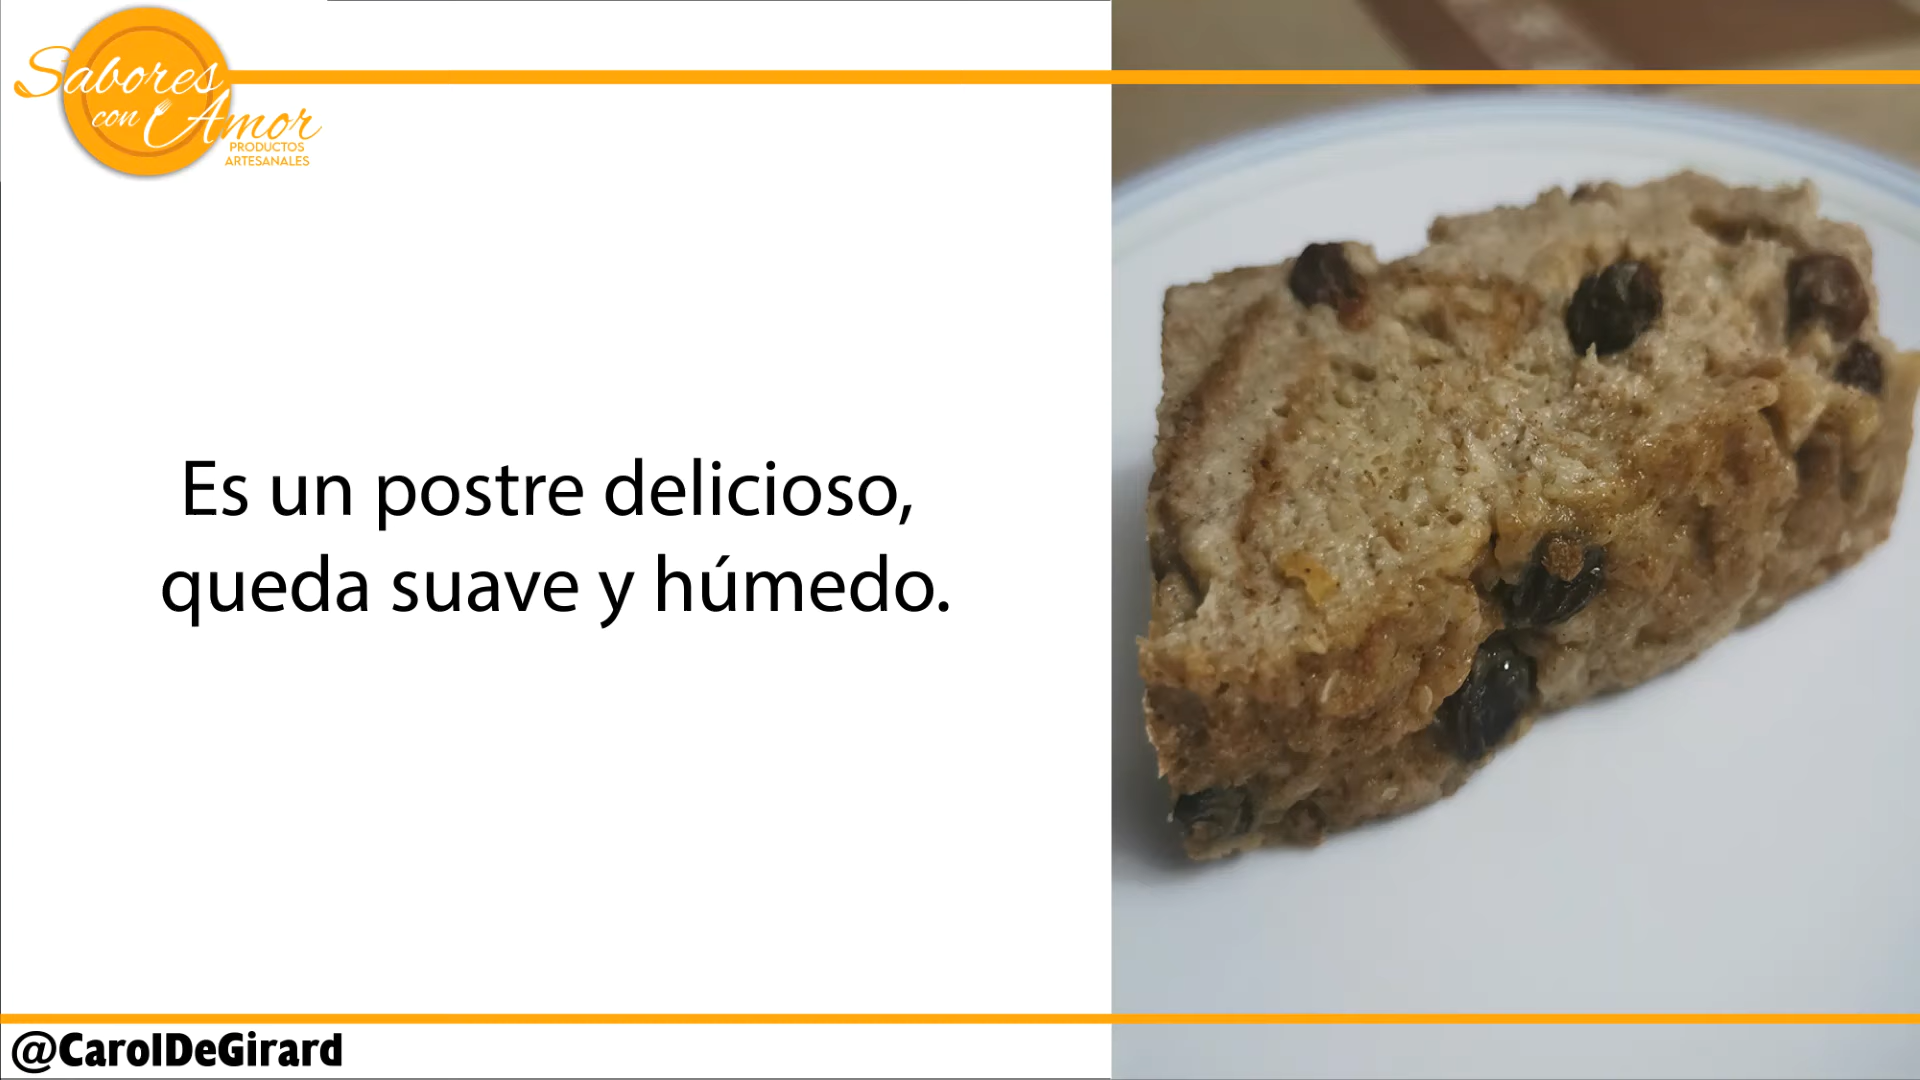 Sabores
con Amor
PRODUCTOS
ARTESANALES
Es un postre delicioso,
queda suave y húmedo.
@CarolDeGirard